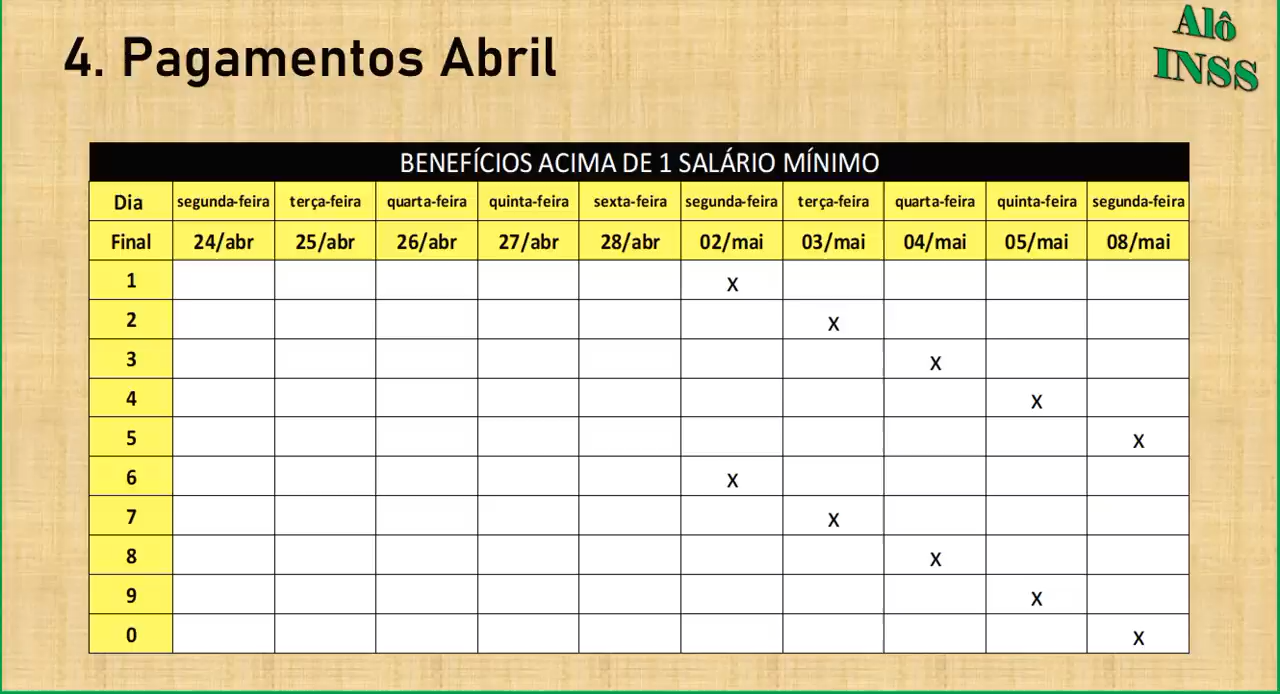 4. Pagamentos Abril
Alô
INSS
BENEFÍCIOS ACIMA DE 1 SALÁRIO MÍNIMO
Dia segunda-feira terça-feira quarta-feira quinta-feira sexta-feira segunda-feira terça-feira quarta-feira quinta-feira segunda-feira
Final 24/abr 25/abr 26/abr 27/abr 28/abr 02/mai 03/mai 04/mai 05/mai 08/mai
1 x
2 x
3 x
4 x
5 x
6 x
7 x
8 x
9 x
0 x